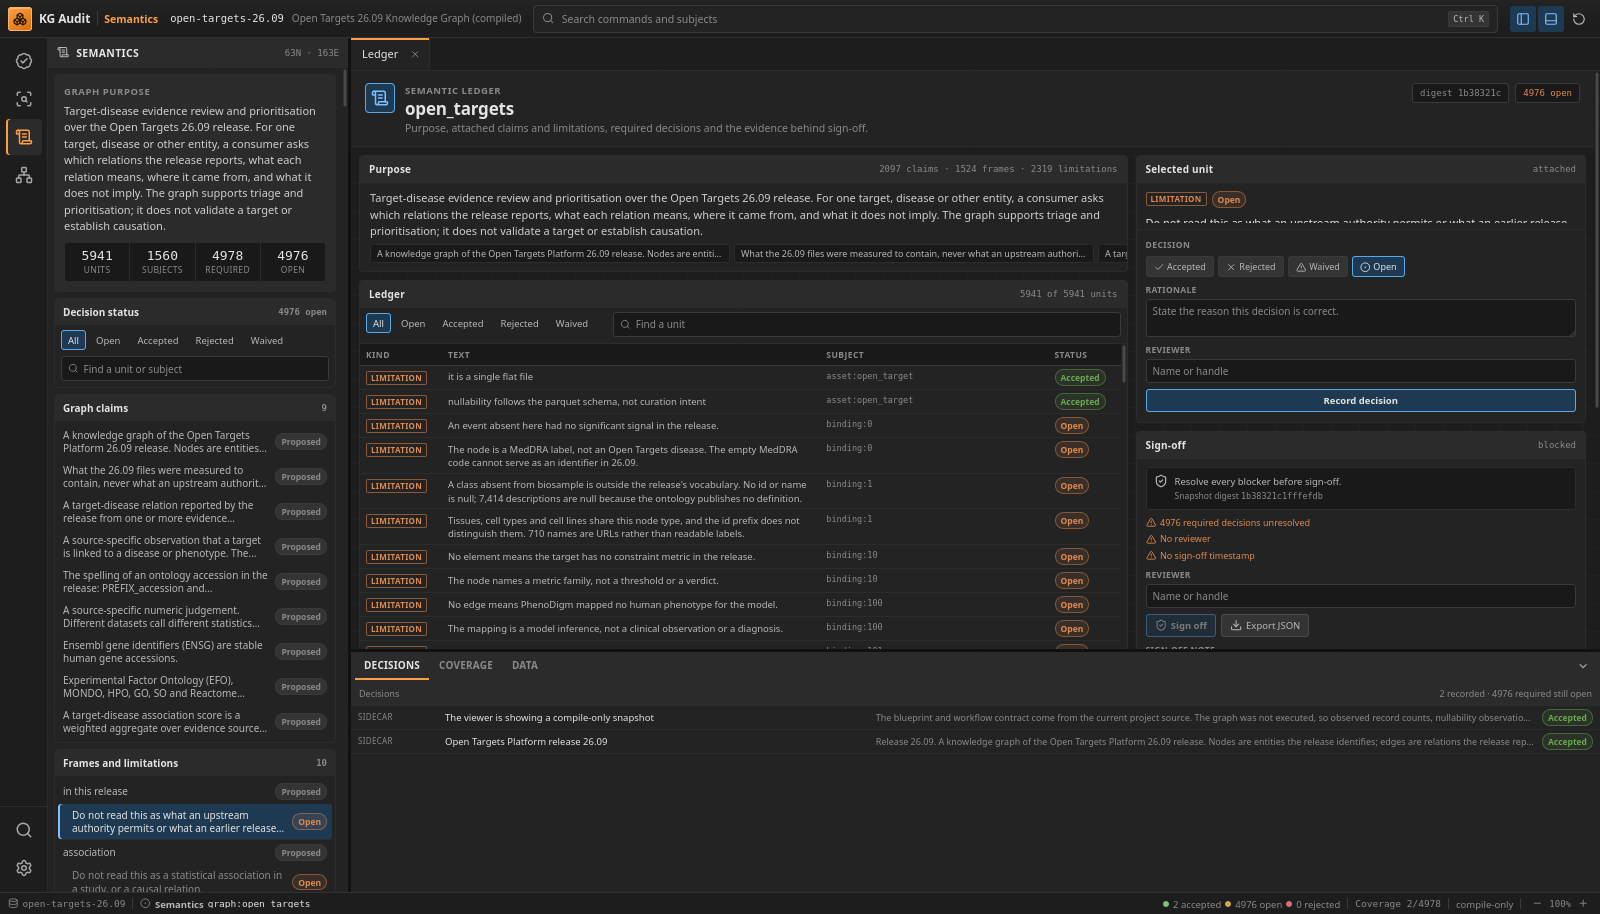 KG Audit
Semantics
open-targets-26.09
Open Targets 26.09 Knowledge Graph (compiled)
Search commands and subjects
Ctrl K
SEMANTICS
63N · 163E
GRAPH PURPOSE
Target-disease evidence review and prioritisation
over the Open Targets 26.09 release. For one
target, disease or other entity, a consumer asks
which relations the release reports, what each
relation means, where it came from, and what it
does not imply. The graph supports triage and
prioritisation; it does not validate a target or
establish causation.
5941
1560
4978
4976
UNITS
SUBJECTS
REQUIRED
OPEN
Decision status
4976 open
All
Open
Accepted
Rejected
Waived
Find a unit or subject
Graph claims
9
A knowledge graph of the Open Targets
Platform 26.09 release. Nodes are entities...
Proposed
What the 26.09 files were measured to
contain, never what an upstream authorit...
Proposed
A target-disease relation reported by the
release from one or more evidence...
Proposed
A source-specific observation that a target
is linked to a disease or phenotype. The...
Proposed
The spelling of an ontology accession in the
release: PREFIX_accession and...
Proposed
A source-specific numeric judgement.
Different datasets call different statistics...
Proposed
Ensembl gene identifiers (ENSG) are stable
human gene accessions.
Proposed
Experimental Factor Ontology (EFO),
MONDO, HPO, GO, SO and Reactome...
Proposed
A target-disease association score is a
weighted aggregate over evidence source...
Proposed
Frames and limitations
10
in this release
Proposed
Do not read this as what an upstream
authority permits or what an earlier release...
Open
association
Proposed
Do not read this as a statistical association in
a study, or a causal relation.
Open
Ledger
SEMANTIC LEDGER
open_targets
Purpose, attached claims and limitations, required decisions and the evidence behind sign-off.
digest 1b38321c
4976 open
Purpose
2097 claims · 1524 frames · 2319 limitations
Target-disease evidence review and prioritisation over the Open Targets 26.09 release. For one target, disease or other entity, a consumer asks
which relations the release reports, what each relation means, where it came from, and what it does not imply. The graph supports triage and
prioritisation; it does not validate a target or establish causation.
A knowledge graph of the Open Targets Platform 26.09 release. Nodes are entiti...
What the 26.09 files were measured to contain, never what an upstream authori...
A targ
Ledger
5941 of 5941 units
All
Open
Accepted
Rejected
Waived
Find a unit
KIND
TEXT
SUBJECT
STATUS
LIMITATION
it is a single flat file
asset:open_target
Accepted
LIMITATION
nullability follows the parquet schema, not curation intent
asset:open_target
Accepted
LIMITATION
An event absent here had no significant signal in the release.
binding:0
Open
LIMITATION
The node is a MedDRA label, not an Open Targets disease. The empty MedDRA
code cannot serve as an identifier in 26.09.
binding:0
Open
LIMITATION
A class absent from biosample is outside the release's vocabulary. No id or name
is null; 7,414 descriptions are null because the ontology publishes no definition.
binding:1
Open
LIMITATION
Tissues, cell types and cell lines share this node type, and the id prefix does not
distinguish them. 710 names are URLs rather than readable labels.
binding:1
Open
LIMITATION
No element means the target has no constraint metric in the release.
binding:10
Open
LIMITATION
The node names a metric family, not a threshold or a verdict.
binding:10
Open
LIMITATION
No edge means PhenoDigm mapped no human phenotype for the model.
binding:100
Open
LIMITATION
The mapping is a model inference, not a clinical observation or a diagnosis.
binding:100
Open
Selected unit
attached
LIMITATION
Open
Do not read this as what an upstream authority permits or what an earlier release
DECISION
Accepted
Rejected
Waived
Open
RATIONALE
State the reason this decision is correct.
REVIEWER
Name or handle
Record decision
Sign-off
blocked
Resolve every blocker before sign-off.
Snapshot digest 1b38321c1fffefdb
4976 required decisions unresolved
No reviewer
No sign-off timestamp
REVIEWER
Name or handle
Sign off
Export JSON
SIGN-OFF NOTE
DECISIONS
COVERAGE
DATA
Decisions
2 recorded · 4976 required still open
SIDECAR
The viewer is showing a compile-only snapshot
The blueprint and workflow contract come from the current project source. The graph was not executed, so observed record counts, nullability observatio...
Accepted
SIDECAR
Open Targets Platform release 26.09
Release 26.09. A knowledge graph of the Open Targets Platform 26.09 release. Nodes are entities the release identifies; edges are relations the release rep...
Accepted
open-targets-26.09
Semantics graph:open_targets
2 accepted
4976 open
0 rejected
Coverage 2/4978
compile-only
100%